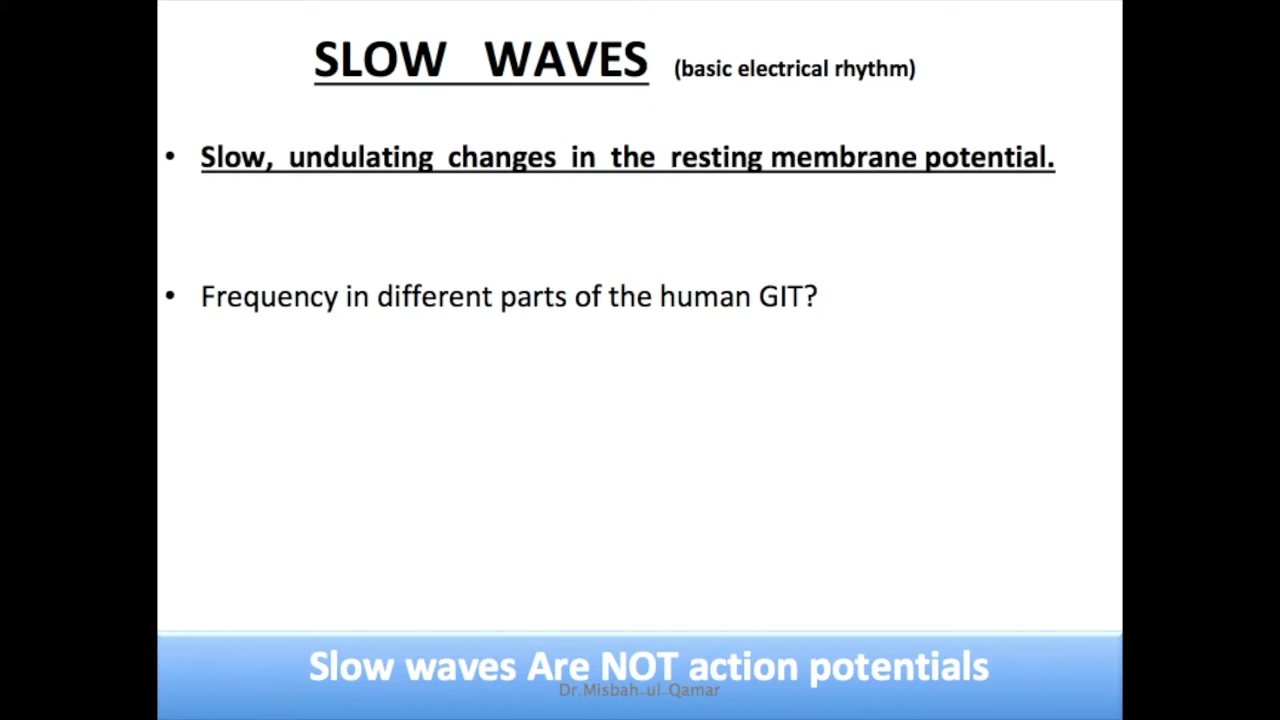 SLOW WAVES (basic electrical rhythm)
• Slow, undulating changes in the resting membrane potential.
• Frequency in different parts of the human GIT?
Slow waves Are NOT action potentials
Dr.Misbah-ul-Qamar